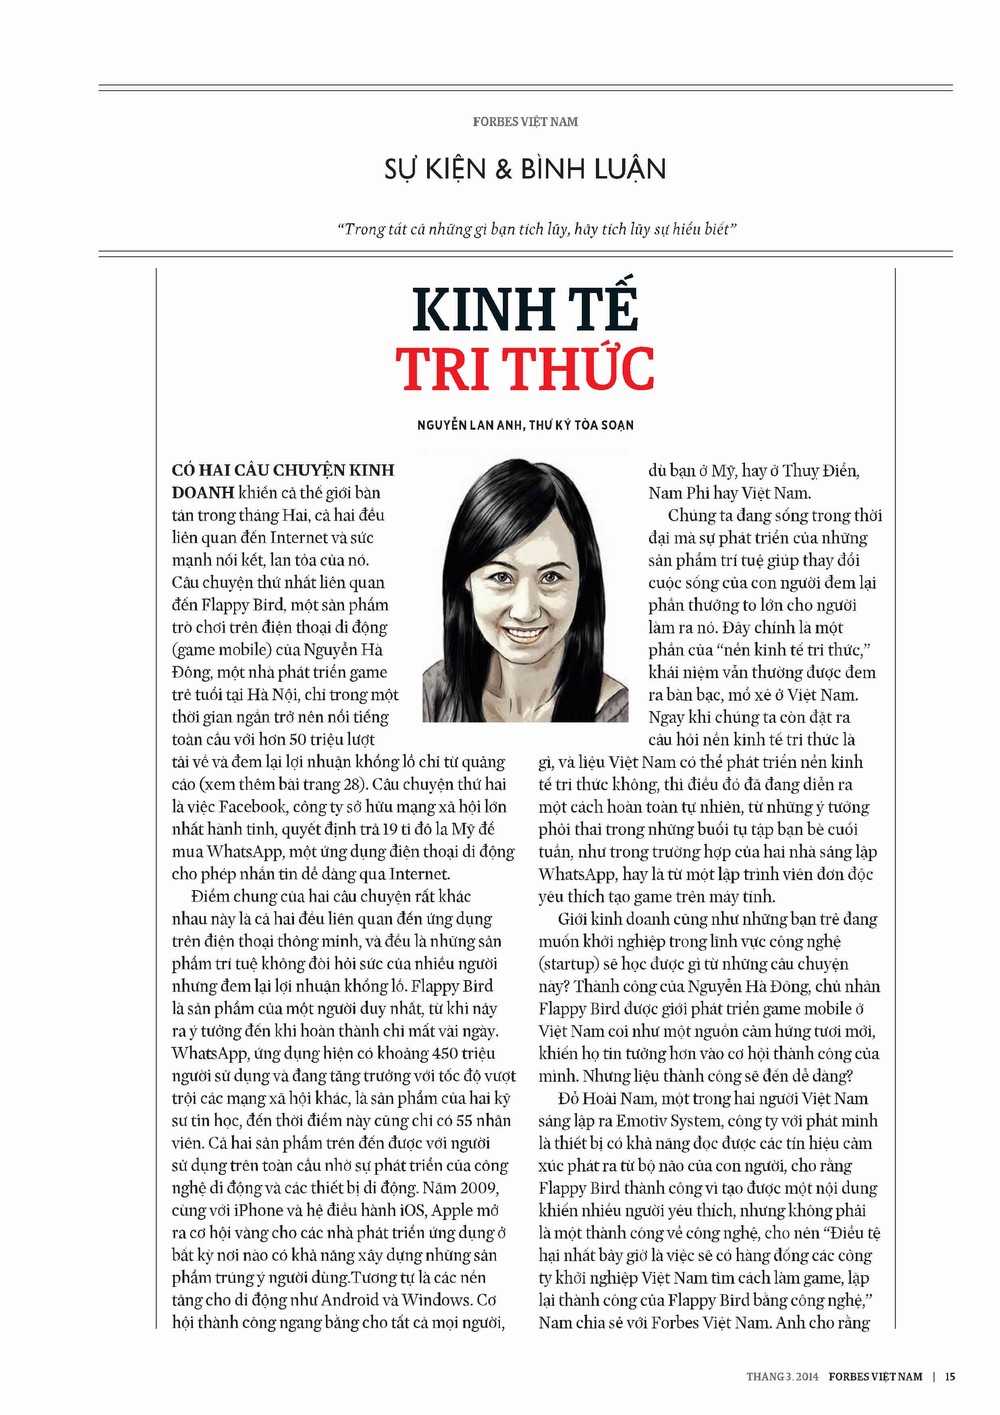 FORBES VIỆT NAM
SỰ KIỆN & BÌNH LUẬN
“Trong tất cả những gì bạn tích lũy, hãy tích lũy sự hiểu biết”
KINH TẾ
TRI THỨC
NGUYỄN LAN ANH, THƯ KÝ TÒA SOẠN
CÓ HAI CÂU CHUYỆN KINH
DOANH khiến cả thế giới bàn
tán trong tháng Hai, cả hai đều
liên quan đến Internet và sức
mạnh nối kết, lan tỏa của nó.
Câu chuyện thứ nhất liên quan
đến Flappy Bird, một sản phẩm
trò chơi trên điện thoại di động
(game mobile) của Nguyễn Hà
Đông, một nhà phát triển game
trẻ tuổi tại Hà Nội, chỉ trong một
thời gian ngắn trở nên nổi tiếng
toàn cầu với hơn 50 triệu lượt
tải về và đem lại lợi nhuận khổng lồ chỉ từ quảng
cáo (xem thêm bài trang 28). Câu chuyện thứ hai
là việc Facebook, công ty sở hữu mạng xã hội lớn
nhất hành tinh, quyết định trả 19 tỉ đô la Mỹ để
mua WhatsApp, một ứng dụng điện thoại di động
cho phép nhắn tin dễ dàng qua Internet.
Điểm chung của hai câu chuyện rất khác
nhau này là cả hai đều liên quan đến ứng dụng
trên điện thoại thông minh, và đều là những sản
phẩm trí tuệ không đòi hỏi sức của nhiều người
nhưng đem lại lợi nhuận khổng lồ. Flappy Bird
là sản phẩm của một người duy nhất, từ khi nảy
ra ý tưởng đến khi hoàn thành chỉ mất vài ngày.
WhatsApp, ứng dụng hiện có khoảng 450 triệu
người sử dụng và đang tăng trưởng với tốc độ vượt
trội các mạng xã hội khác, là sản phẩm của hai kỹ
sư tin học, đến thời điểm này cũng chỉ có 55 nhân
viên. Cả hai sản phẩm trên đến được với người
sử dụng trên toàn cầu nhờ sự phát triển của công
nghệ di động và các thiết bị di động. Năm 2009,
cùng với iPhone và hệ điều hành iOS, Apple mở
ra cơ hội vàng cho các nhà phát triển ứng dụng ở
bất kỳ nơi nào có khả năng xây dựng những sản
phẩm trúng ý người dùng.Tương tự là các nền
tảng cho di động như Android và Windows. Cơ
hội thành công ngang bằng cho tất cả mọi người,
dù bạn ở Mỹ, hay ở Thuỵ Điển,
Nam Phi hay Việt Nam.
Chúng ta đang sống trong thời
đại mà sự phát triển của những
sản phẩm trí tuệ giúp thay đổi
cuộc sống của con người đem lại
phần thưởng to lớn cho người
làm ra nó. Đây chính là một
phần của “nền kinh tế tri thức,”
khái niệm vẫn thường được đem
ra bàn bạc, mổ xẻ ở Việt Nam.
Ngay khi chúng ta còn đặt ra
câu hỏi nền kinh tế tri thức là
gì, và liệu Việt Nam có thể phát triển nền kinh
tế tri thức không, thì điều đó đã đang diễn ra
một cách hoàn toàn tự nhiên, từ những ý tưởng
phôi thai trong những buổi tụ tập bạn bè cuối
tuần, như trong trường hợp của hai nhà sáng lập
WhatsApp, hay là từ một lập trình viên đơn độc
yêu thích tạo game trên máy tính.
Giới kinh doanh cũng như những bạn trẻ đang
muốn khởi nghiệp trong lĩnh vực công nghệ
(startup) sẽ học được gì từ những câu chuyện
này? Thành công của Nguyễn Hà Đông, chủ nhân
Flappy Bird được giới phát triển game mobile ở
Việt Nam coi như một nguồn cảm hứng tươi mới,
khiến họ tin tưởng hơn vào cơ hội thành công của
mình. Nhưng liệu thành công sẽ đến dễ dàng?
Đỗ Hoài Nam, một trong hai người Việt Nam
sáng lập ra Emotiv System, công ty với phát minh
là thiết bị có khả năng đọc được các tín hiệu cảm
xúc phát ra từ bộ não của con người, cho rằng
Flappy Bird thành công vì tạo được một nội dung
khiến nhiều người yêu thích, nhưng không phải
là một thành công về công nghệ, cho nên “Điều tệ
hại nhất bây giờ là việc sẽ có hàng đống các công
ty khởi nghiệp Việt Nam tìm cách làm game, lặp
lại thành công của Flappy Bird bằng công nghệ,”
Nam chia sẻ với Forbes Việt Nam. Anh cho rằng
THÁNG 3. 2014 FORBES VIỆT NAM | 15